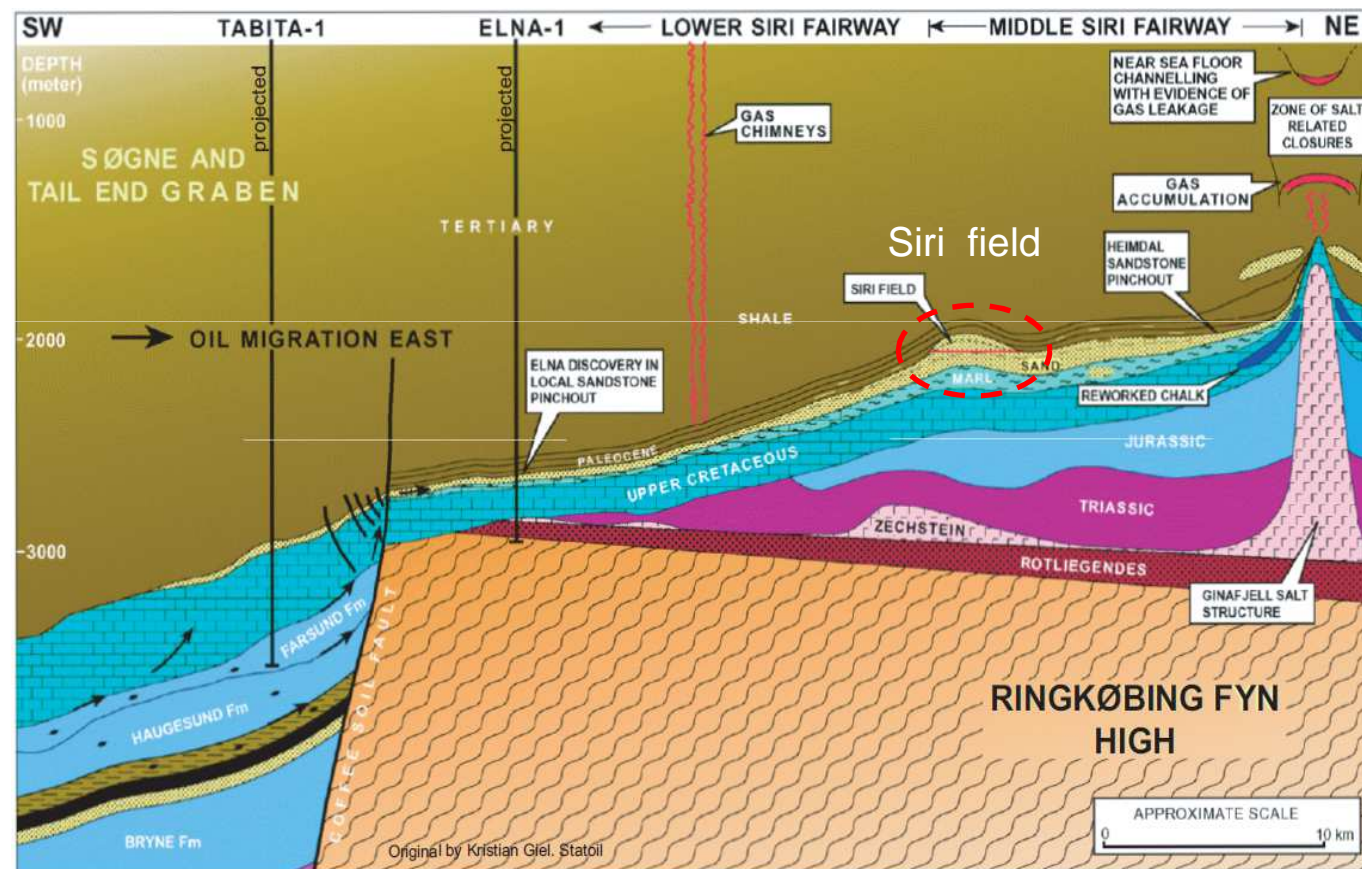 SW
TABITA-1
ELNA-1
LOWER SIRI FAIRWAY
MIDDLE SIRI FAIRWAY
NE
DEPTH
(meter)
projected
projected
1000
2000
3000
SØGNE AND
TAIL END GRABEN
TERTIARY
GAS
CHIMNEYS
NEAR SEA FLOOR
CHANNELLING
WITH EVIDENCE OF
GAS LEAKAGE
ZONE OF SALT
RELATED
CLOSURES
GAS
ACCUMULATION
Siri field
SIRI FIELD
HEIMDAL
SANDSTONE
PINCHOUT
SHALE
OIL MIGRATION EAST
ELNA DISCOVERY IN
LOCAL SANDSTONE
PINCHOUT
SAND
MARL
REWORKED CHALK
JURASSIC
PALEOCENE
UPPER CRETACEOUS
TRIASSIC
ZECHSTEIN
ROTLIEGENDES
GINAFJELL SALT
STRUCTURE
FARSUND Fm
HAUGESUND Fm
BRYNE Fm
COFFEE SOIL FAULT
RINGKØBING FYN
HIGH
APPROXIMATE SCALE
0 10 km
Original by Kristian Giel. Statoil